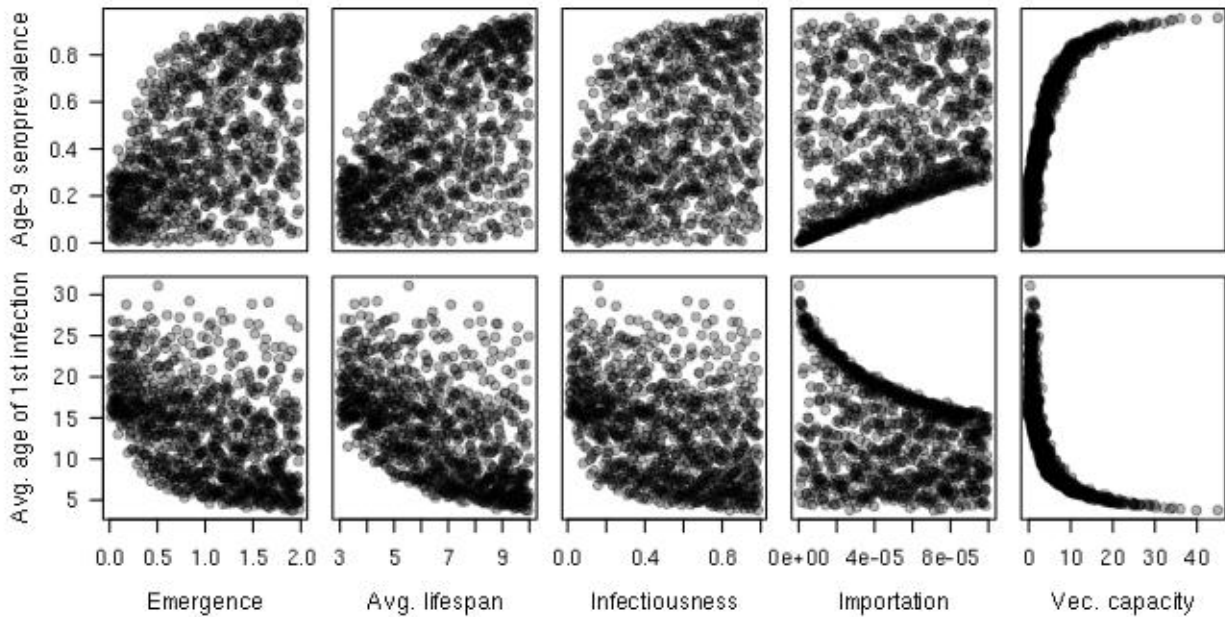 Age-9 seroprevalence
0.8
0.6
0.4
0.2
0.0
Avg. age of 1st infection
30
25
20
15
10
5
0.0 0.5 1.0 1.5 2.0
3 5 7 9
0.0 0.4 0.8
0e+00 4e-05 6e-05
0 10 20 30 40
Emergence
Avg. lifespan
Infectiousness
Importation
Vec. capacity